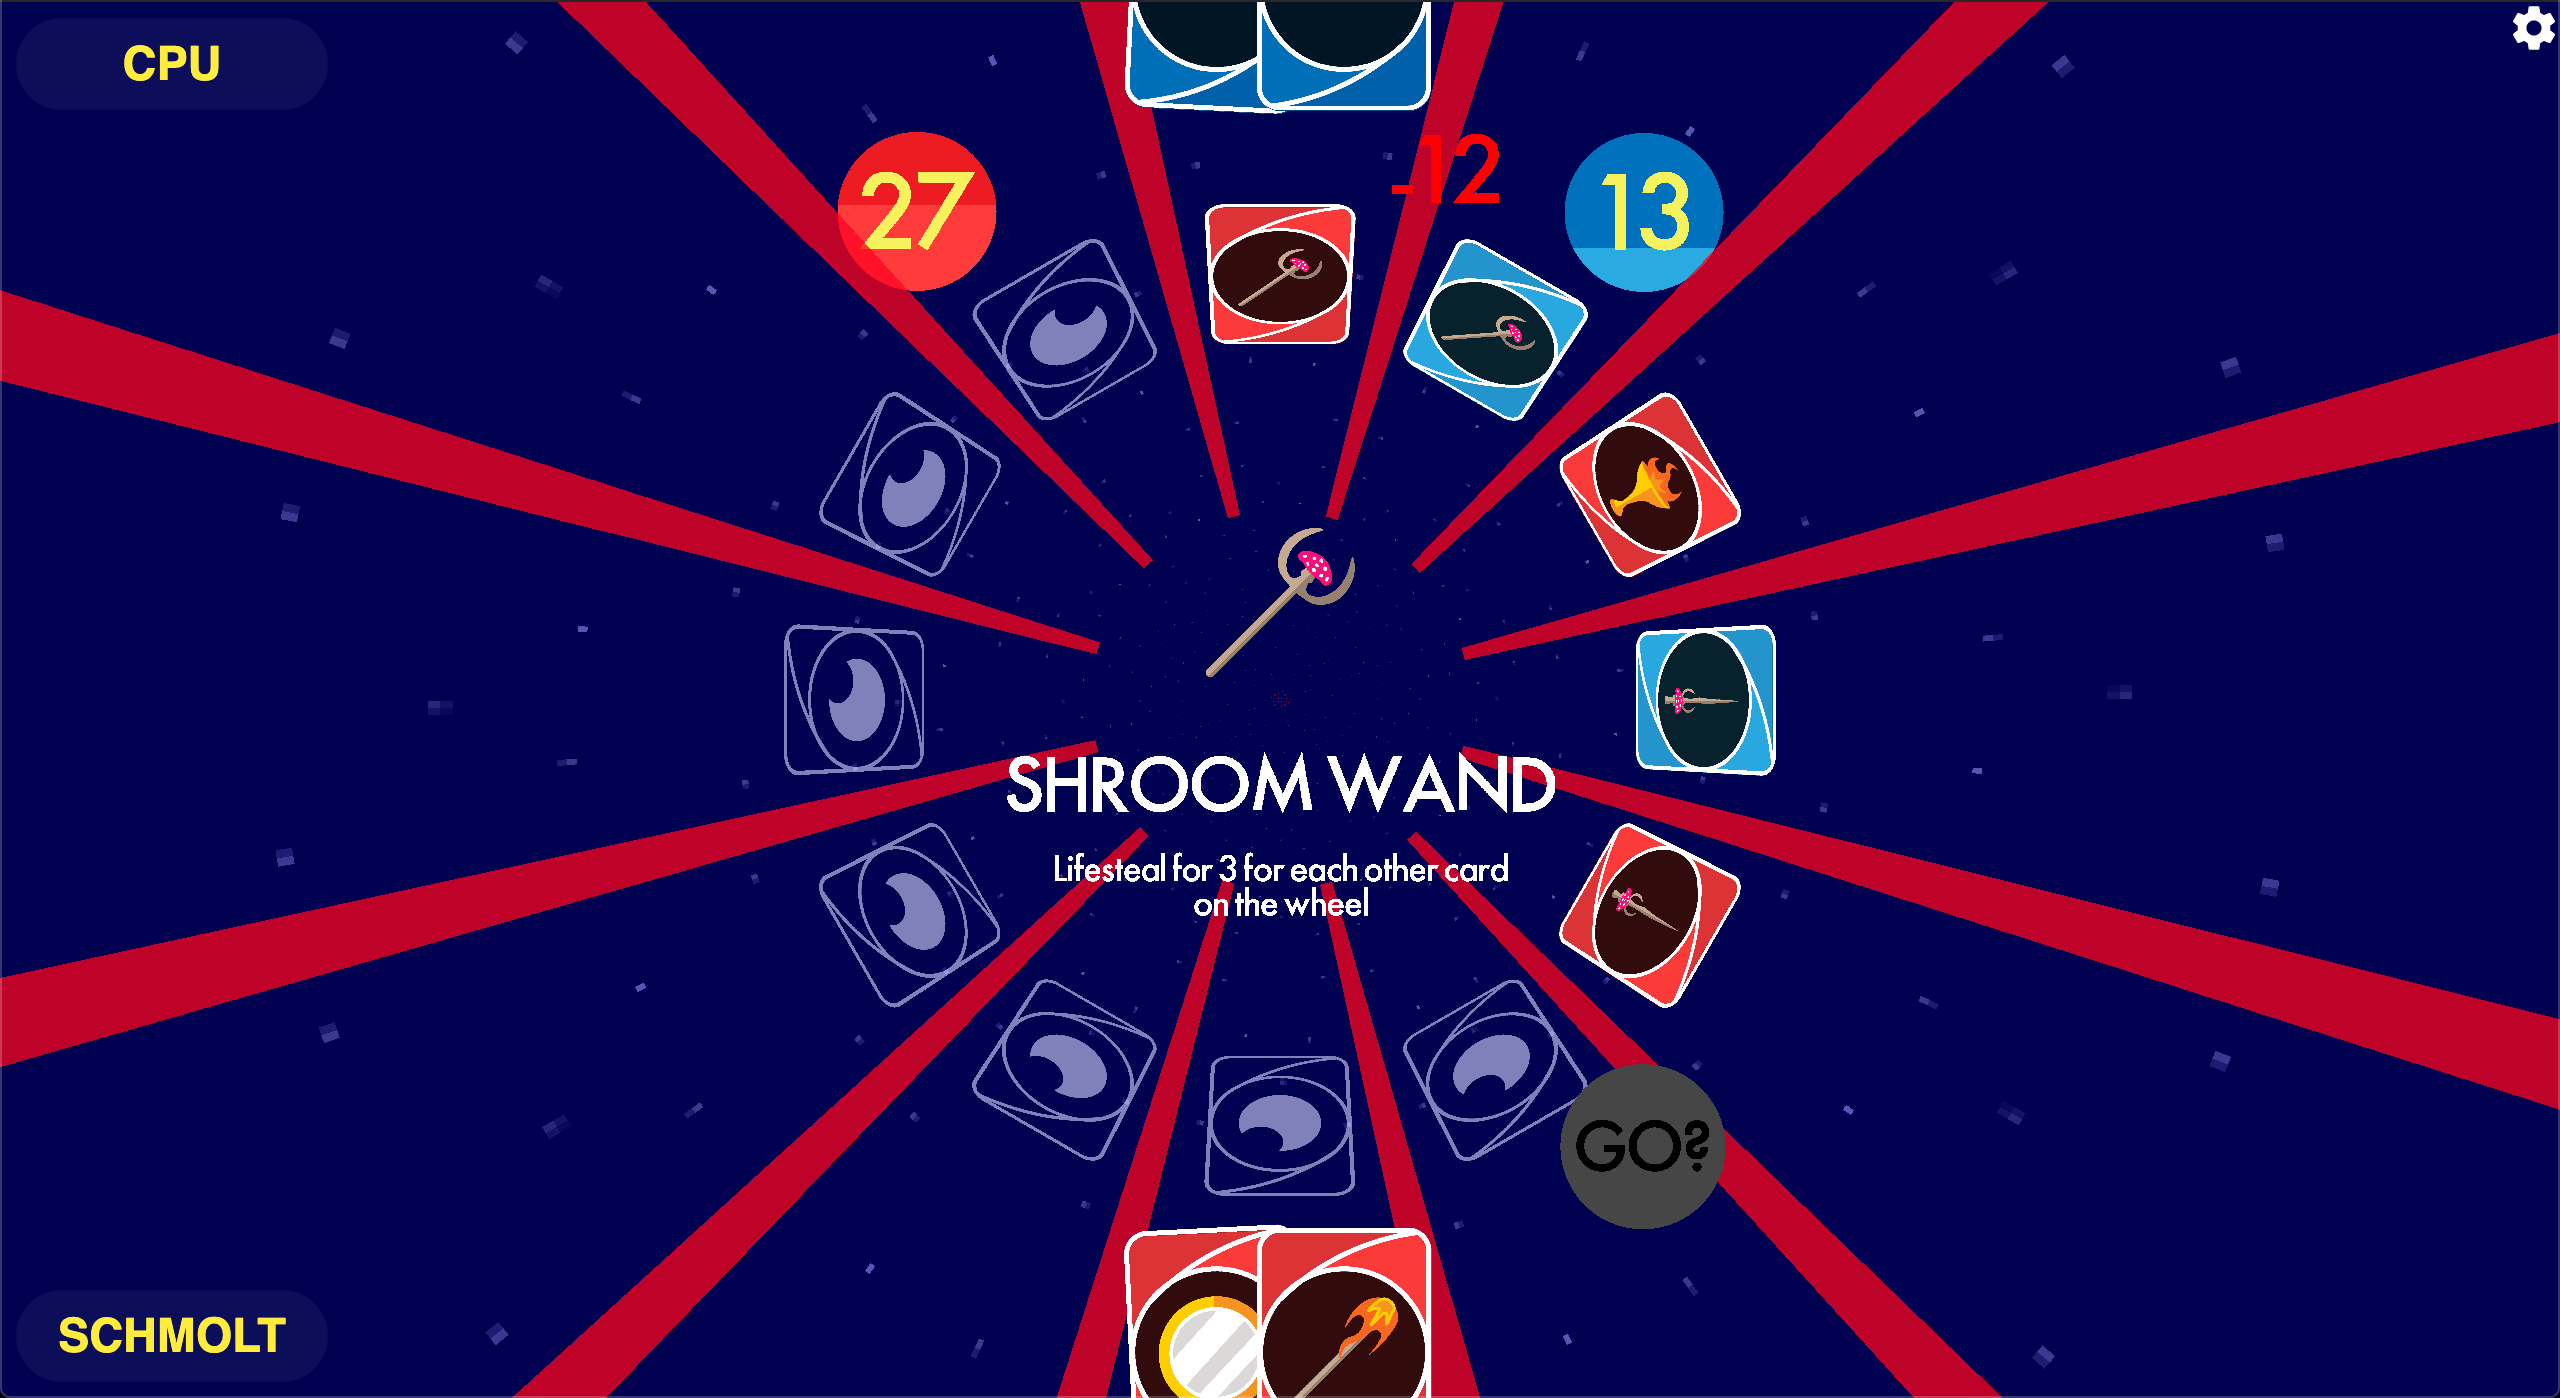 CPU
27
-12
13
SHROOM WAND
Lifesteal for 3 for each other card
on the wheel
GO?
SCHMOLT